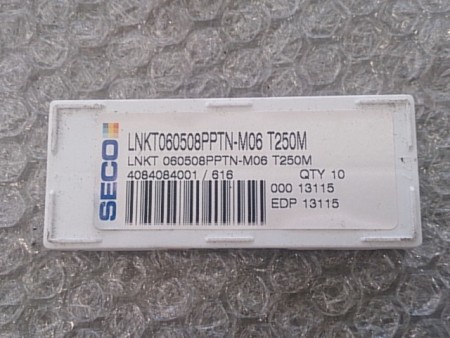 SECO
LNKT060508PPTN-M06 T250M
LNKT 060508PPTN-M06 T250M
4084084001 / 616 QTY 10
000 13115
EDP 13115